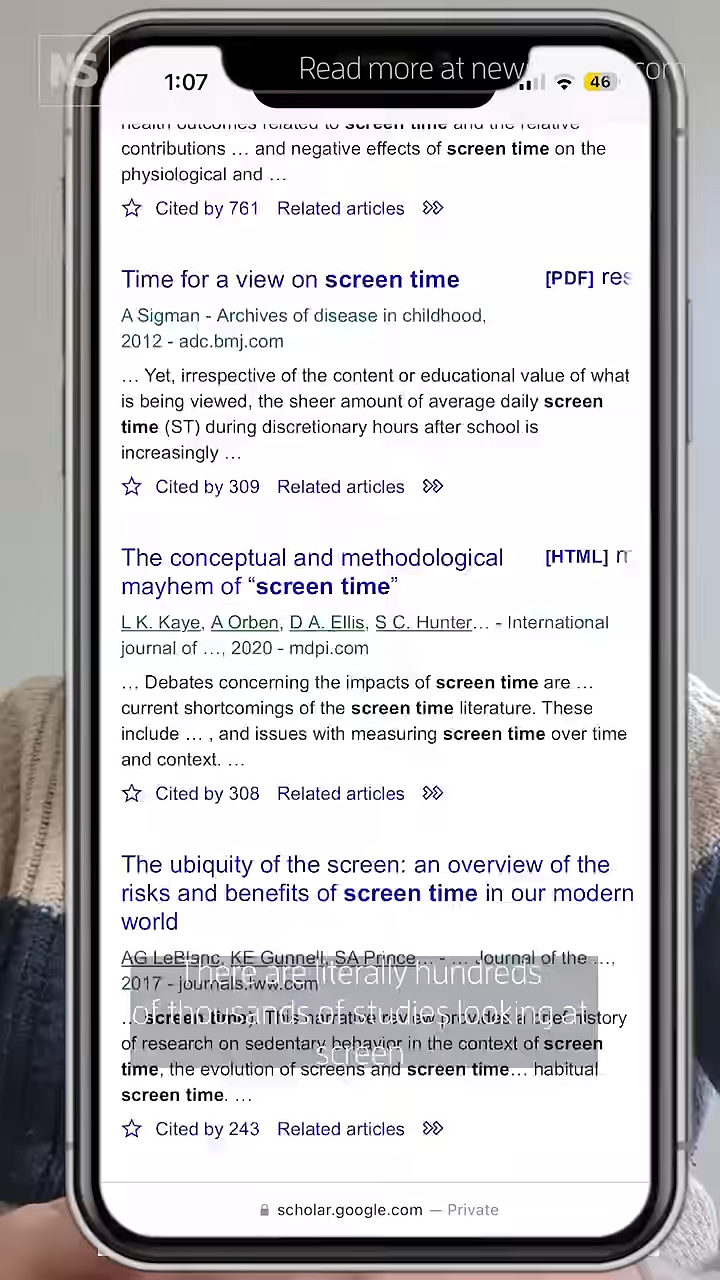 NS
Read more at new
com
1:07
46
health outcomes related to screen time and the relative
contributions … and negative effects of screen time on the
physiological and …
Cited by 761 Related articles
Time for a view on screen time
[PDF] res
A Sigman - Archives of disease in childhood,
2012 - adc.bmj.com
… Yet, irrespective of the content or educational value of what
is being viewed, the sheer amount of average daily screen
time (ST) during discretionary hours after school is
increasingly …
Cited by 309 Related articles
The conceptual and methodological
[HTML] m
mayhem of “screen time”
L K. Kaye, A Orben, D A. Ellis, S C. Hunter… - International
journal of …, 2020 - mdpi.com
… Debates concerning the impacts of screen time are …
current shortcomings of the screen time literature. These
include … , and issues with measuring screen time over time
and context. …
Cited by 308 Related articles
The ubiquity of the screen: an overview of the
risks and benefits of screen time in our modern
world
AG LeBlanc, KE Gunnell, SA Prince… - … Journal of the …,
2017 - journals.lww.com
… screen time). This narrative review provides a brief history
of research on sedentary behavior in the context of screen
time, the evolution of screens and screen time… habitual
screen time. …
Cited by 243 Related articles
There are literally hundreds
of thousands of studies looking at
screen
scholar.google.com — Private